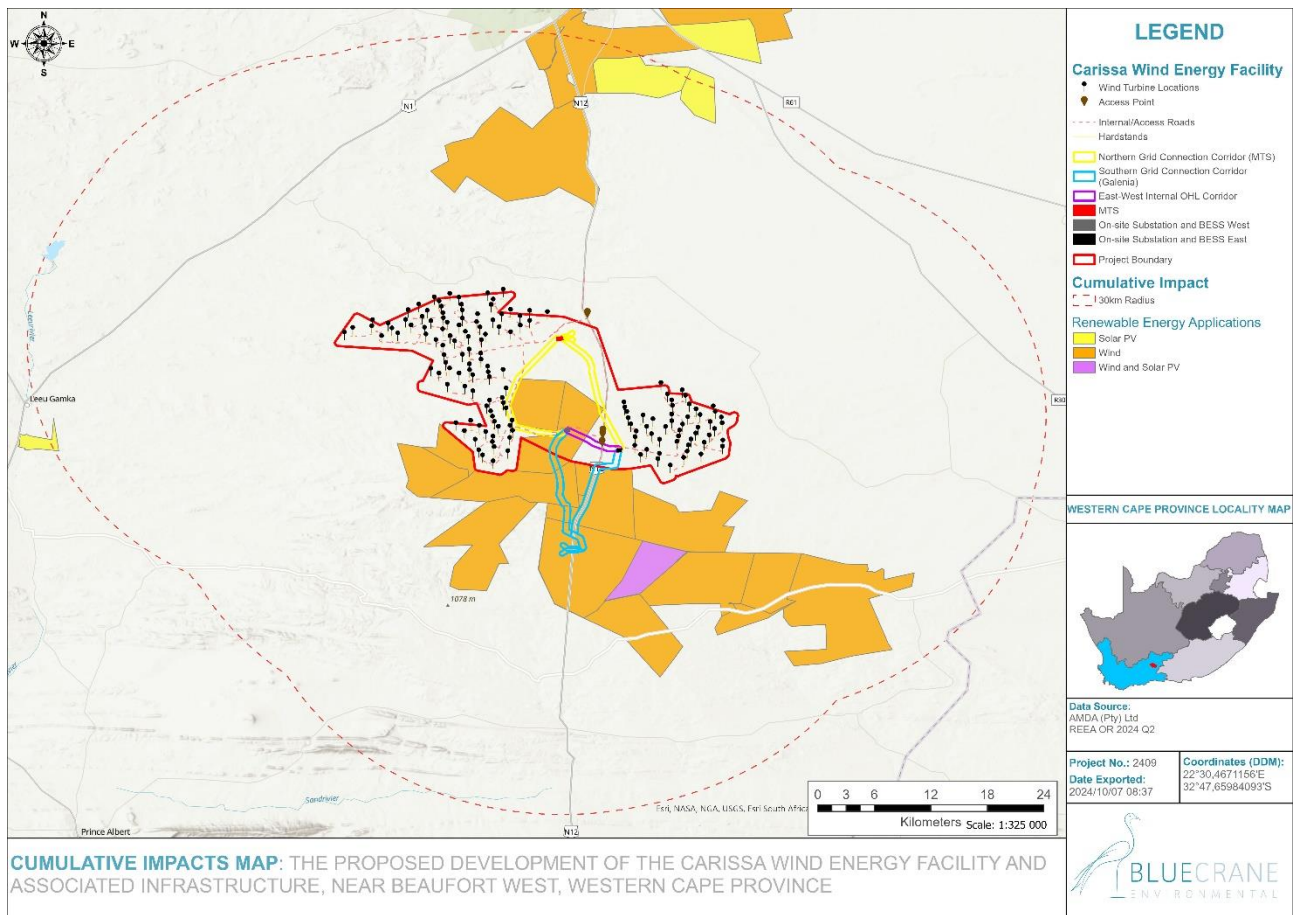 N
W
E
S
N1
N12
R61
R30
Leeu Gamka
1078 m
Sandrivier
Prince Albert
N12
Esri, NASA, NGA, USGS, Esri South Africa
0 3 6 12 18 24
Kilometers Scale: 1:325 000
LEGEND
Carissa Wind Energy Facility
Wind Turbine Locations
Access Point
Internal/Access Roads
Hardstands
Northern Grid Connection Corridor (MTS)
Southern Grid Connection Corridor
(Galenia)
East-West Internal OHL Corridor
MTS
On-site Substation and BESS West
On-site Substation and BESS East
Project Boundary
Cumulative Impact
30km Radius
Renewable Energy Applications
Solar PV
Wind
Wind and Solar PV
WESTERN CAPE PROVINCE LOCALITY MAP
Data Source:
AMDA (Pty) Ltd
REEA OR 2024 Q2
Project No.: 2409
Date Exported:
2024/10/07 08:37
Coordinates (DDM):
22°30,4671156'E
32°47,65984093'S
CUMULATIVE IMPACTS MAP: THE PROPOSED DEVELOPMENT OF THE CARISSA WIND ENERGY FACILITY AND
ASSOCIATED INFRASTRUCTURE, NEAR BEAUFORT WEST, WESTERN CAPE PROVINCE
BLUECRANE
ENVIRONMENTAL